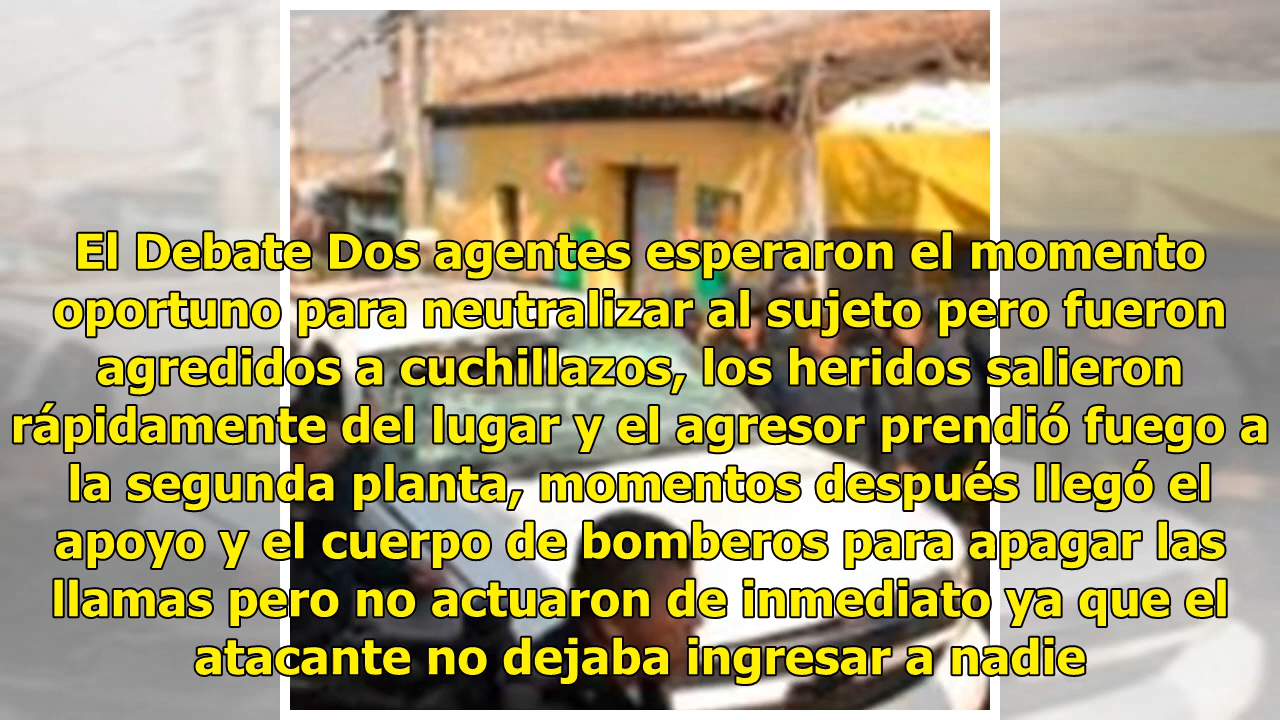 El Debate Dos agentes esperaron el momento
oportuno para neutralizar al sujeto pero fueron
agredidos a cuchillazos, los heridos salieron
rápidamente del lugar y el agresor prendió fuego a
la segunda planta, momentos después llegó el
apoyo y el cuerpo de bomberos para apagar las
llamas pero no actuaron de inmediato ya que el
atacante no dejaba ingresar a nadie